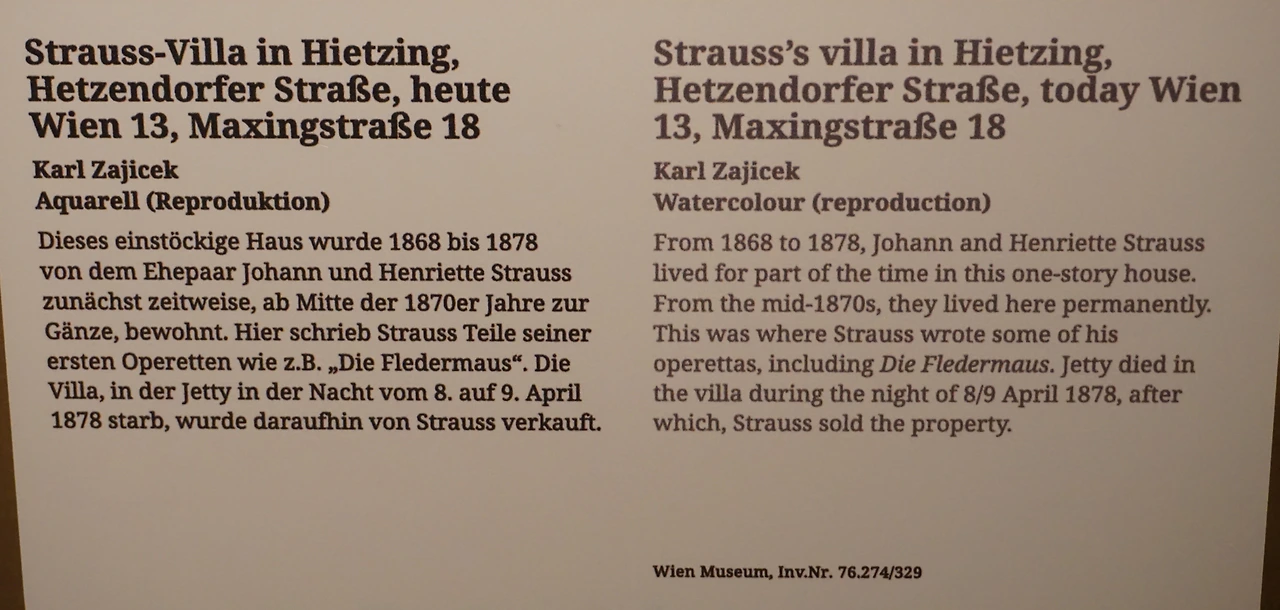 Strauss-Villa in Hietzing,
Hetzendorfer Straße, heute
Wien 13, Maxingstraße 18
Karl Zajicek
Aquarell (Reproduktion)
Dieses einstöckige Haus wurde 1868 bis 1878
von dem Ehepaar Johann und Henriette Strauss
zunächst zeitweise, ab Mitte der 1870er Jahre zur
Gänze, bewohnt. Hier schrieb Strauss Teile seiner
ersten Operetten wie z.B. „Die Fledermaus“. Die
Villa, in der Jetty in der Nacht vom 8. auf 9. April
1878 starb, wurde daraufhin von Strauss verkauft.
Strauss’s villa in Hietzing,
Hetzendorfer Straße, today Wien
13, Maxingstraße 18
Karl Zajicek
Watercolour (reproduction)
From 1868 to 1878, Johann and Henriette Strauss
lived for part of the time in this one-story house.
From the mid-1870s, they lived here permanently.
This was where Strauss wrote some of his
operettas, including Die Fledermaus. Jetty died in
the villa during the night of 8/9 April 1878, after
which, Strauss sold the property.
Wien Museum, Inv.Nr. 76.274/329